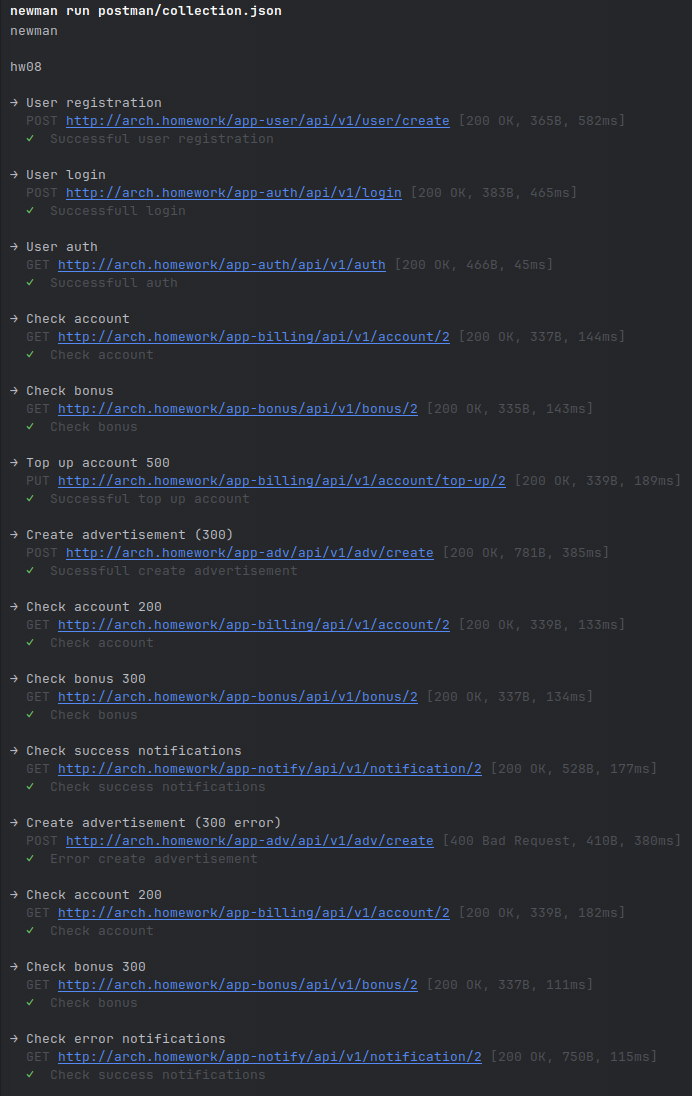 newman run postman/collection.json
newman
hw08
→ User registration
POST http://arch.homework/app-user/api/v1/user/create [200 OK, 365B, 582ms]
✓ Successful user registration
→ User login
POST http://arch.homework/app-auth/api/v1/login [200 OK, 383B, 465ms]
✓ Successfull login
→ User auth
GET http://arch.homework/app-auth/api/v1/auth [200 OK, 466B, 45ms]
✓ Successfull auth
→ Check account
GET http://arch.homework/app-billing/api/v1/account/2 [200 OK, 337B, 144ms]
✓ Check account
→ Check bonus
GET http://arch.homework/app-bonus/api/v1/bonus/2 [200 OK, 335B, 143ms]
✓ Check bonus
→ Top up account 500
PUT http://arch.homework/app-billing/api/v1/account/top-up/2 [200 OK, 339B, 189ms]
✓ Successful top up account
→ Create advertisement (300)
POST http://arch.homework/app-adv/api/v1/adv/create [200 OK, 781B, 385ms]
✓ Sucessfull create advertisement
→ Check account 200
GET http://arch.homework/app-billing/api/v1/account/2 [200 OK, 339B, 133ms]
✓ Check account
→ Check bonus 300
GET http://arch.homework/app-bonus/api/v1/bonus/2 [200 OK, 337B, 134ms]
✓ Check bonus
→ Check success notifications
GET http://arch.homework/app-notify/api/v1/notification/2 [200 OK, 528B, 177ms]
✓ Check success notifications
→ Create advertisement (300 error)
POST http://arch.homework/app-adv/api/v1/adv/create [400 Bad Request, 410B, 380ms]
✓ Error create advertisement
→ Check account 200
GET http://arch.homework/app-billing/api/v1/account/2 [200 OK, 339B, 182ms]
✓ Check account
→ Check bonus 300
GET http://arch.homework/app-bonus/api/v1/bonus/2 [200 OK, 337B, 111ms]
✓ Check bonus
→ Check error notifications
GET http://arch.homework/app-notify/api/v1/notification/2 [200 OK, 750B, 115ms]
✓ Check success notifications